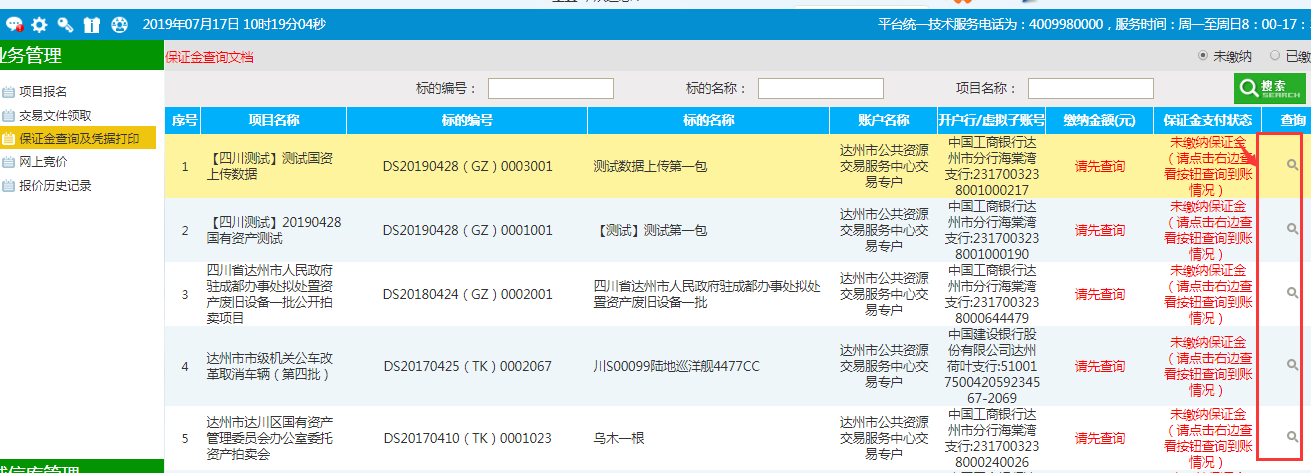 2019年07月17日 10时19分04秒
平台统一技术服务电话为：4009980000，服务时间：周一至周日8：00-17：
业务管理
保证金查询文档
未缴纳
已缴
项目报名
交易文件领取
保证金查询及凭据打印
网上竞价
报价历史记录
标的编号：
标的名称：
项目名称：
搜索
SEARCH
序号 项目名称 标的编号 标的名称 账户名称 开户行/虚拟子账号 缴纳金额(元) 保证金支付状态 查询
1
【四川测试】测试国资
上传数据
DS20190428（GZ）0003001
测试数据上传第一包
达州市公共资源
交易服务中心交
易专户
中国工商银行达
州市分行海棠湾
支行:231700323
8001000217
请先查询
未缴纳保证金
（请点击右边查
看按钮查询到账
情况）
2
【四川测试】20190428
国有资产测试
DS20190428（GZ）0001001
【测试】测试第一包
达州市公共资源
交易服务中心交
易专户
中国工商银行达
州市分行海棠湾
支行:231700323
8001000190
请先查询
未缴纳保证金
（请点击右边查
看按钮查询到账
情况）
3
四川省达州市人民政府
驻成都办事处拟处置资
产废旧设备一批公开拍
卖项目
DS20180424（GZ）0002001
四川省达州市人民政府驻成都办事处拟处
置资产废旧设备一批
达州市公共资源
交易服务中心交
易专户
中国工商银行达
州市分行海棠湾
支行:231700323
8000644479
请先查询
未缴纳保证金
（请点击右边查
看按钮查询到账
情况）
4
达州市市级机关公车改
革取消车辆（第四批）
DS20170425（TK）0002067
川S00099陆地巡洋舰4477CC
达州市公共资源
交易服务中心交
易专户
中国建设银行股
份有限公司达州
荷叶支行:51001
7500420592345
67-2069
请先查询
未缴纳保证金
（请点击右边查
看按钮查询到账
情况）
5
达州市达川区国有资产
管理委员会办公室委托
资产拍卖会
DS20170410（TK）0001023
乌木一根
达州市公共资源
交易服务中心交
易专户
中国工商银行达
州市分行海棠湾
支行:231700323
8000240026
请先查询
未缴纳保证金
（请点击右边查
看按钮查询到账
情况）